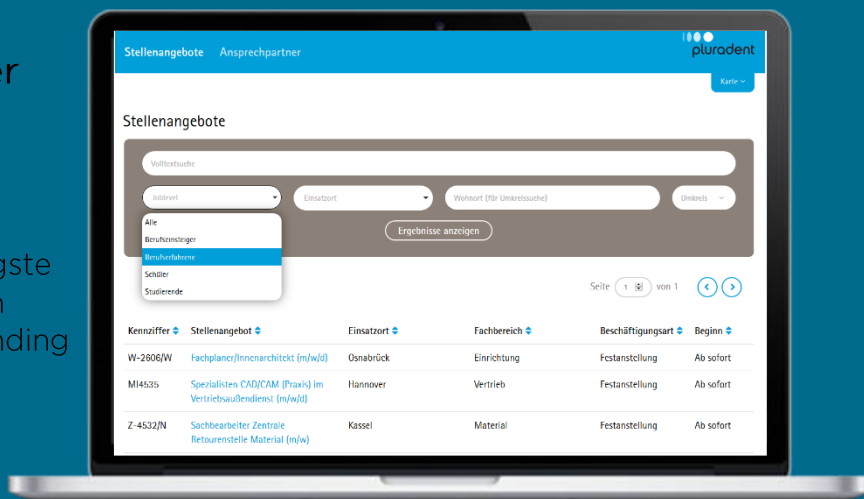 er
gste
n
nding
Stellenangebote Ansprechpartner
pluradent
Karte
Stellenangebote
Volltextsuche
Joblevel Einsatzort Wohnort (für Umkreissuche) Umkreis
Alle
Berufseinsteiger
Berufserfahrene
Schüler
Studierende
Ergebnisse anzeigen
Seite 1 von 1
Kennziffer Stellenangebot Einsatzort Fachbereich Beschäftigungsart Beginn
W-2606/W Fachplaner/Innenarchitekt (m/w/d) Osnabrück Einrichtung Festanstellung Ab sofort
MI4535 Spezialisten CAD/CAM (Praxis) im Hannover Vertrieb Festanstellung Ab sofort
Vertriebsaußendienst (m/w/d)
Z-4532/N Sachbearbeiter Zentrale Kassel Material Festanstellung Ab sofort
Retourenstelle Material (m/w)